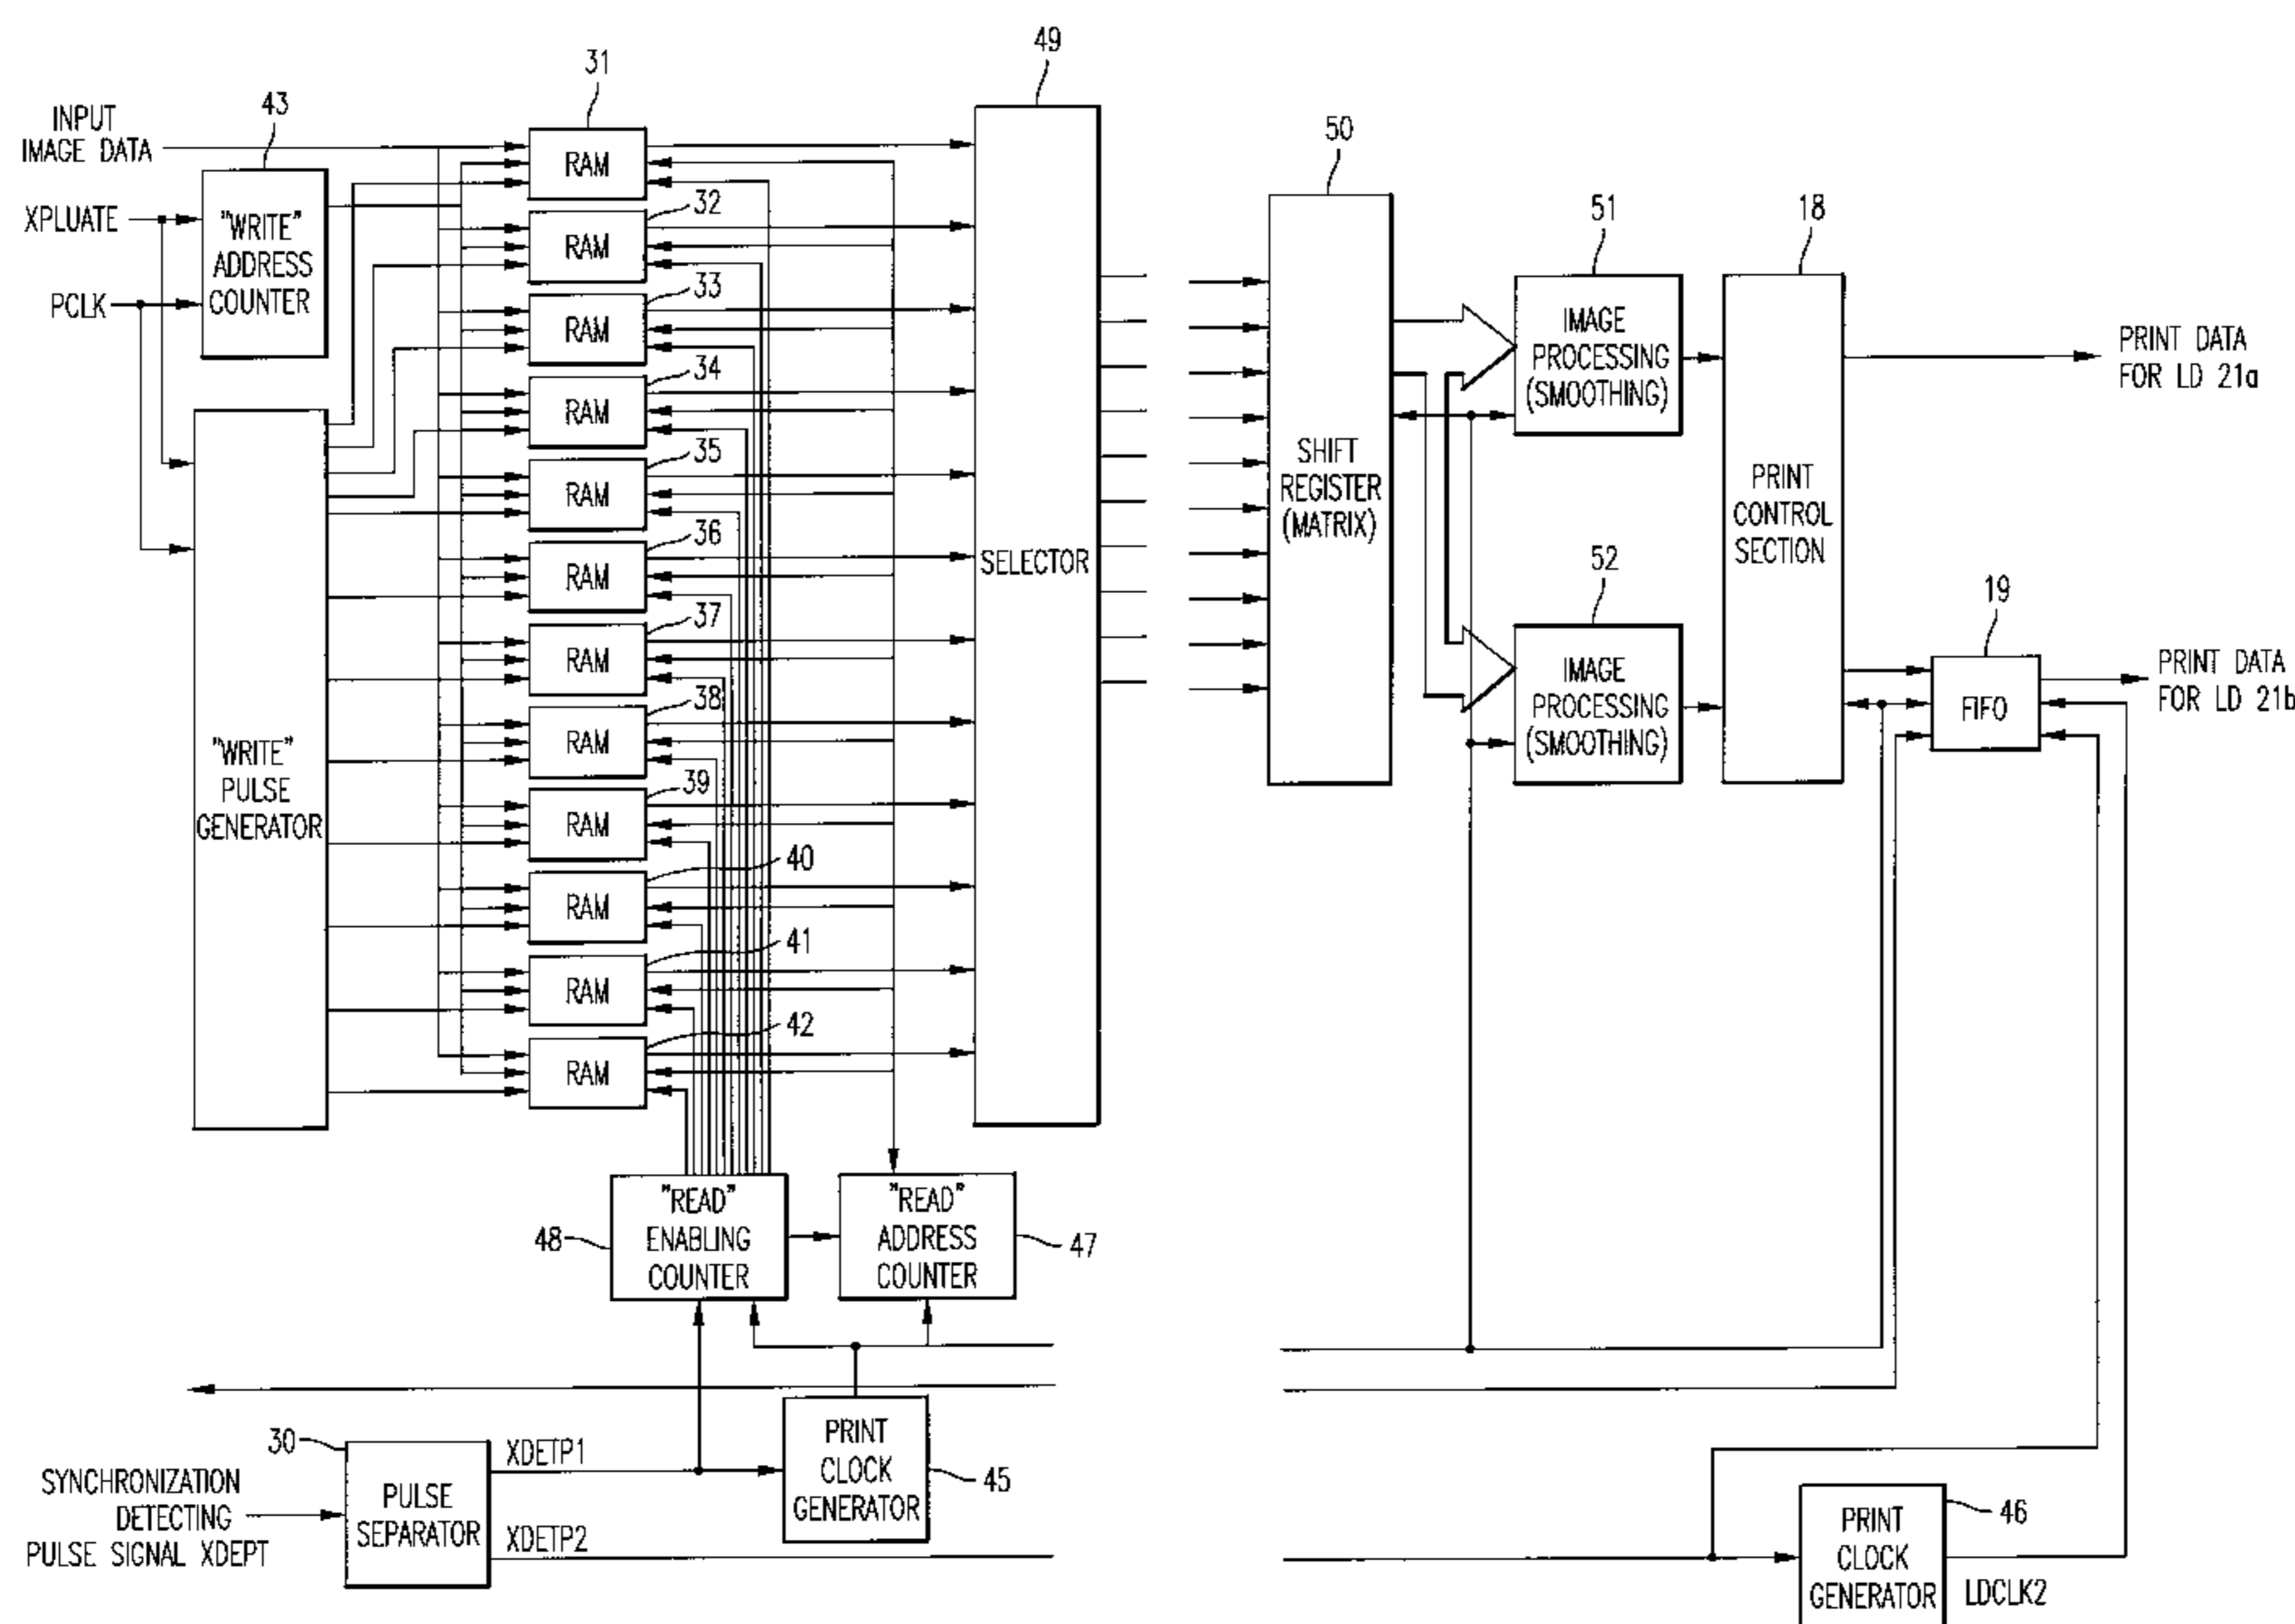 49
31
INPUT
IMAGE DATA
43
RAM
50
XPLUATE
"WRITE"
ADDRESS
COUNTER
32
RAM
51
18
PCLK
33
RAM
IMAGE
PROCESSING
(SMOOTHING)
PRINT DATA
FOR LD 21a
34
RAM
35
RAM
SHIFT
REGISTER
(MATRIX)
PRINT
CONTROL
SECTION
36
RAM
SELECTOR
52
19
37
RAM
IMAGE
PROCESSING
(SMOOTHING)
FIFO
PRINT DATA
FOR LD 21b
38
RAM
"WRITE"
PULSE
GENERATOR
39
RAM
40
RAM
41
RAM
42
RAM
48
"READ"
ENABLING
COUNTER
"READ"
ADDRESS
COUNTER
47
30
SYNCHRONIZATION
DETECTING
PULSE SIGNAL XDEPT
PULSE
SEPARATOR
XDETP1
XDETP2
PRINT
CLOCK
GENERATOR
45
PRINT
CLOCK
GENERATOR
46
LDCLK2